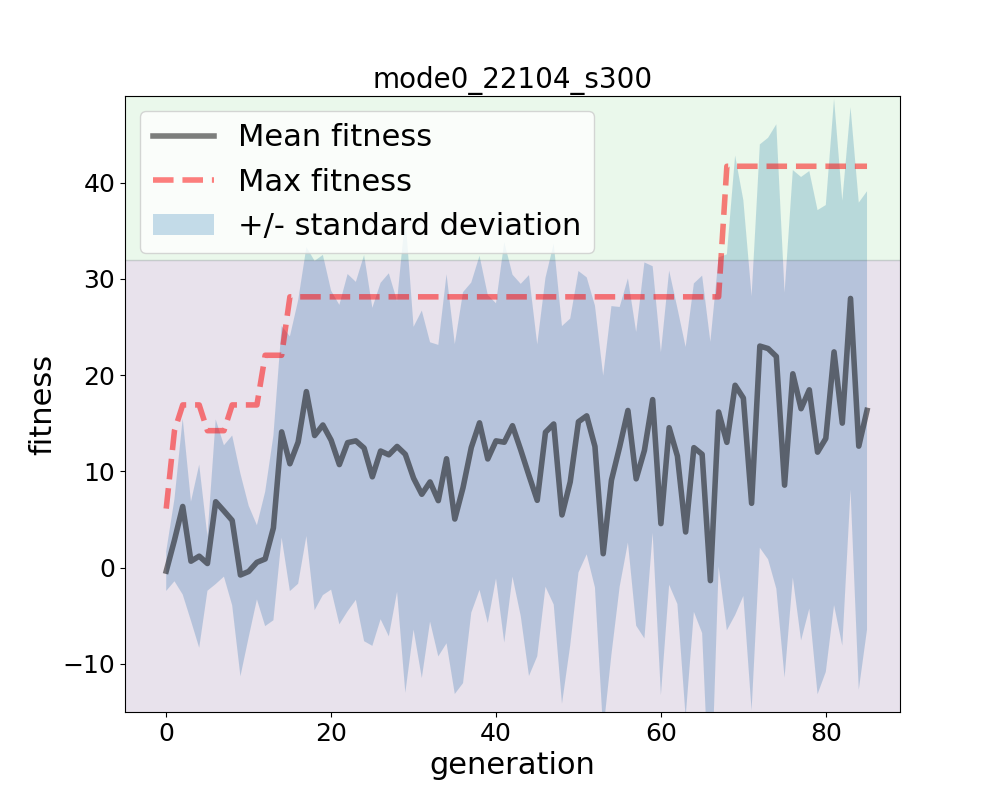 mode0_22104_s300
Mean fitness
Max fitness
+/- standard deviation
fitness
40
30
20
10
0
−10
0 20 40 60 80
generation